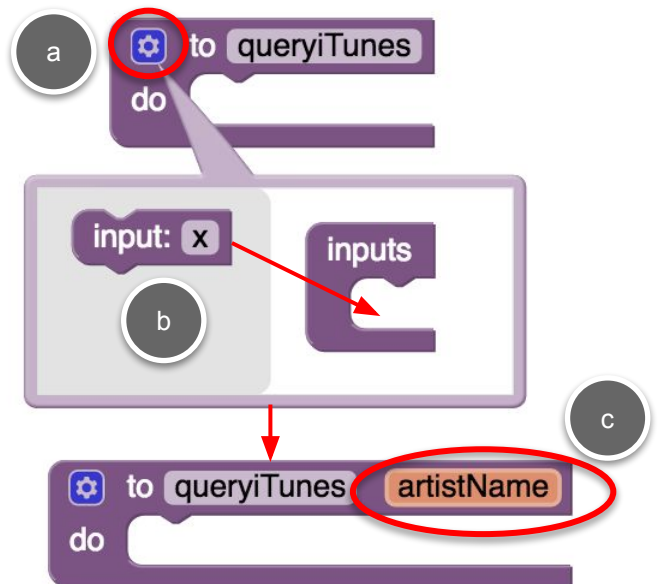 a
to queryiTunes
do
input: x
inputs
b
c
to queryiTunes artistName
do